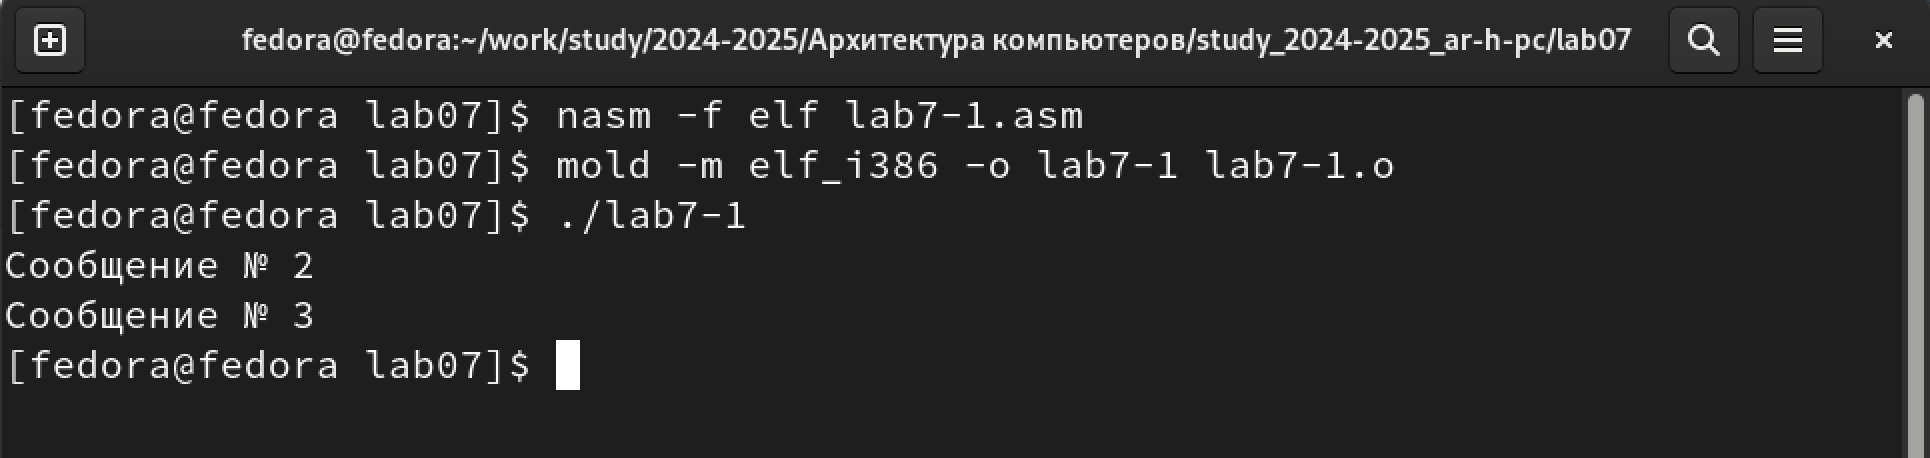 fedora@fedora:~/work/study/2024-2025/Архитектура компьютеров/study_2024-2025_ar-h-pc/lab07
[fedora@fedora lab07]$ nasm -f elf lab7-1.asm
[fedora@fedora lab07]$ mold -m elf_i386 -o lab7-1 lab7-1.o
[fedora@fedora lab07]$ ./lab7-1
Сообщение № 2
Сообщение № 3
[fedora@fedora lab07]$